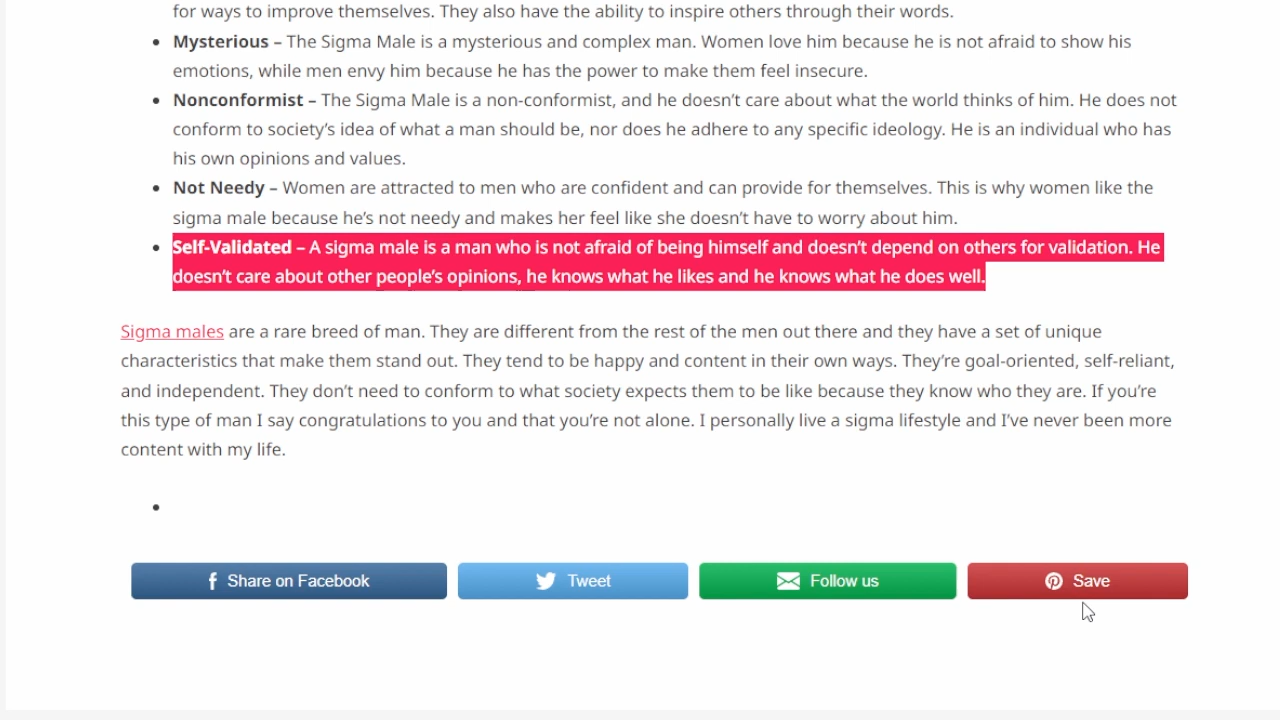 for ways to improve themselves. They also have the ability to inspire others through their words.
Mysterious – The Sigma Male is a mysterious and complex man. Women love him because he is not afraid to show his
emotions, while men envy him because he has the power to make them feel insecure.
Nonconformist – The Sigma Male is a non-conformist, and he doesn’t care about what the world thinks of him. He does not
conform to society’s idea of what a man should be, nor does he adhere to any specific ideology. He is an individual who has
his own opinions and values.
Not Needy – Women are attracted to men who are confident and can provide for themselves. This is why women like the
sigma male because he’s not needy and makes her feel like she doesn’t have to worry about him.
Self-Validated – A sigma male is a man who is not afraid of being himself and doesn’t depend on others for validation. He
doesn’t care about other people’s opinions, he knows what he likes and he knows what he does well.
Sigma males are a rare breed of man. They are different from the rest of the men out there and they have a set of unique
characteristics that make them stand out. They tend to be happy and content in their own ways. They’re goal-oriented, self-reliant,
and independent. They don’t need to conform to what society expects them to be like because they know who they are. If you’re
this type of man I say congratulations to you and that you’re not alone. I personally live a sigma lifestyle and I’ve never been more
content with my life.
Share on Facebook Tweet Follow us Save